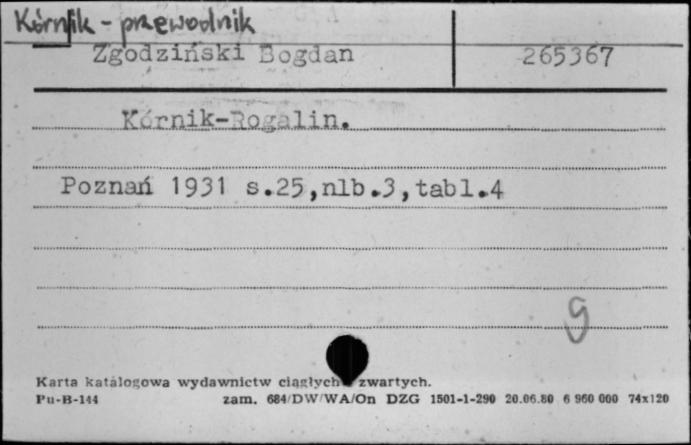 Kórnik - przewodnik
Zgodziński Bogdan 265367
Kórnik-Rogalin.
Poznań 1931 s.25,nlb.3,tabl.4
g
Karta katalogowa wydawnictw ciągłych zwartych.
Pu-B-144 zam. 684/DW/WA/On DZG 1501-1-290 20.06.80 6 960 000 74x120